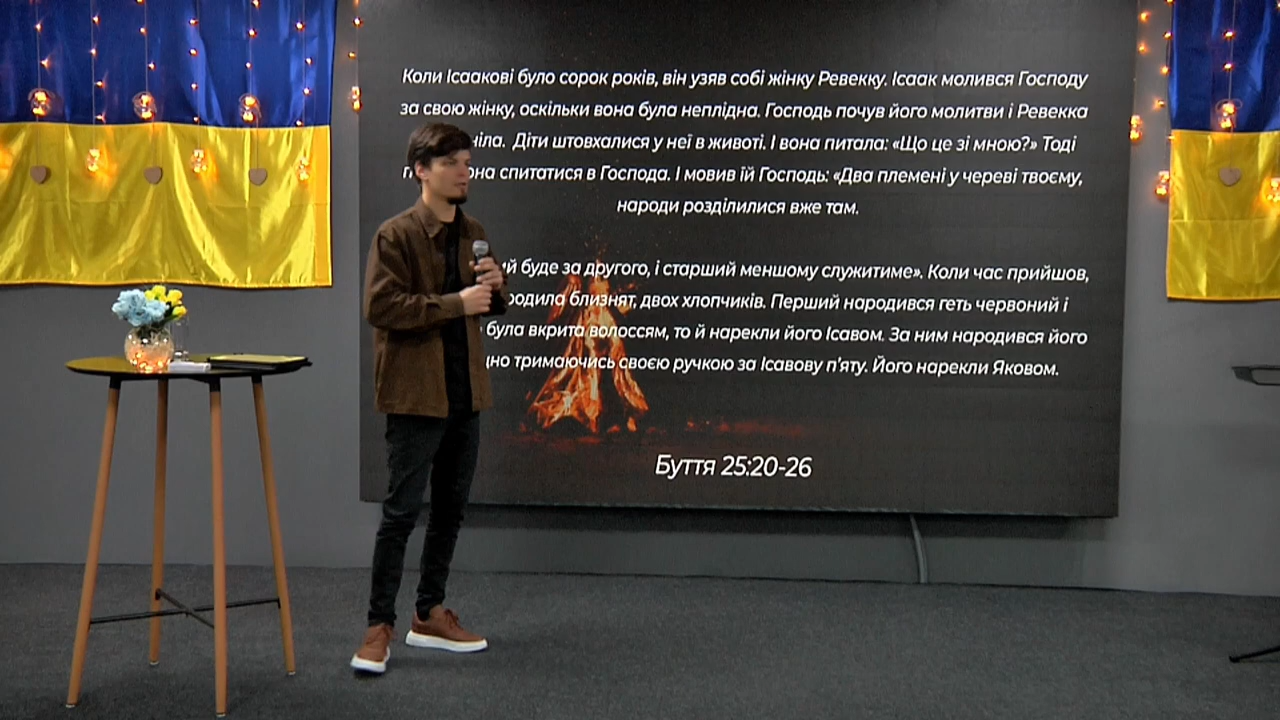 Коли Ісаакові було сорок років, він узяв собі жінку Ревекку. Ісаак молився Господу
за свою жінку, оскільки вона була неплідна. Господь почув його молитви і Ревекка
Діти штовхалися у неї в животі. І вона питала: «Що це зі мною?» Тоді
спитатися в Господа. І мовив їй Господь: «Два племені у череві твоєму,
народи розділилися вже там.
буде за другого, і старший меншому служитиме». Коли час прийшов,
близнят, двох хлопчиків. Перший народився геть червоний і
була вкрита волоссям, то й нарекли його Ісавом. За ним народився його
тримаючись своєю ручкою за Ісавову п'яту. Його нарекли Яковом.
Буття 25:20-26